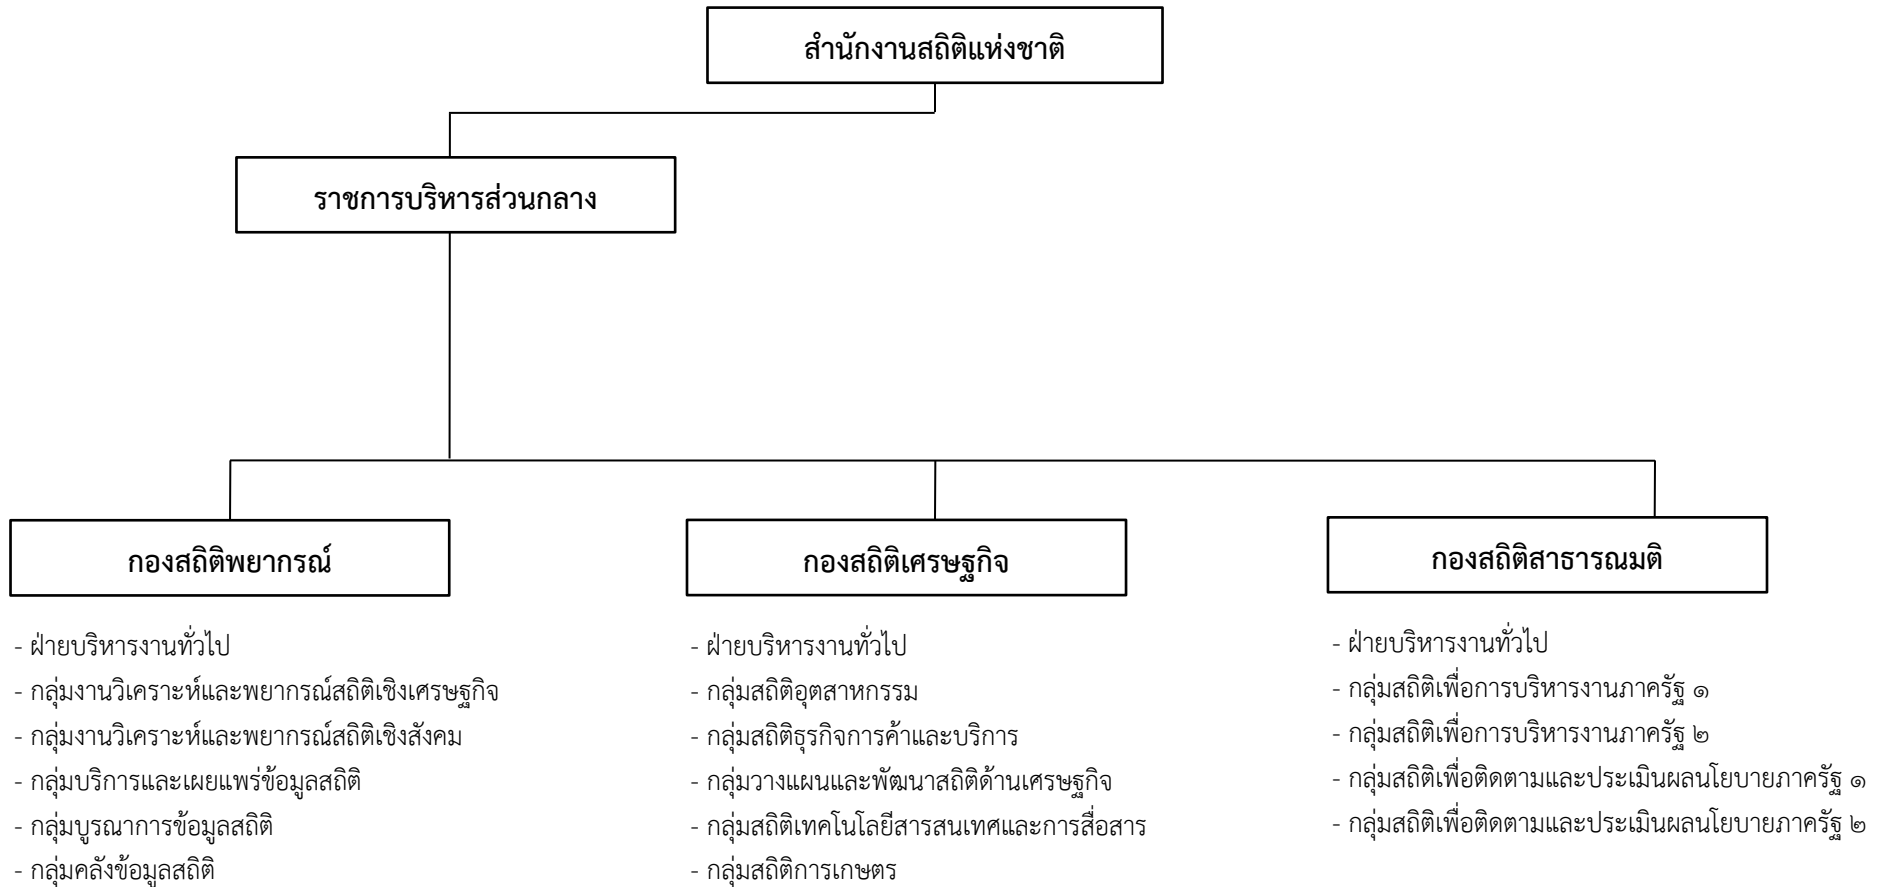 สำนักงานสถิติแห่งชาติ
ราชการบริหารส่วนกลาง
กองสถิติพยากรณ์
- ฝ่ายบริหารงานทั่วไป
- กลุ่มงานวิเคราะห์และพยากรณ์สถิติเชิงเศรษฐกิจ
- กลุ่มงานวิเคราะห์และพยากรณ์สถิติเชิงสังคม
- กลุ่มบริการและเผยแพร่ข้อมูลสถิติ
- กลุ่มบูรณาการข้อมูลสถิติ
- กลุ่มคลังข้อมูลสถิติ
กองสถิติเศรษฐกิจ
- ฝ่ายบริหารงานทั่วไป
- กลุ่มสถิติอุตสาหกรรม
- กลุ่มสถิติธุรกิจการค้าและบริการ
- กลุ่มวางแผนและพัฒนาสถิติด้านเศรษฐกิจ
- กลุ่มสถิติเทคโนโลยีสารสนเทศและการสื่อสาร
- กลุ่มสถิติการเกษตร
กองสถิติสาธารณมติ
- ฝ่ายบริหารงานทั่วไป
- กลุ่มสถิติเพื่อการบริหารงานภาครัฐ ๑
- กลุ่มสถิติเพื่อการบริหารงานภาครัฐ ๒
- กลุ่มสถิติเพื่อติดตามและประเมินผลนโยบายภาครัฐ ๑
- กลุ่มสถิติเพื่อติดตามและประเมินผลนโยบายภาครัฐ ๒